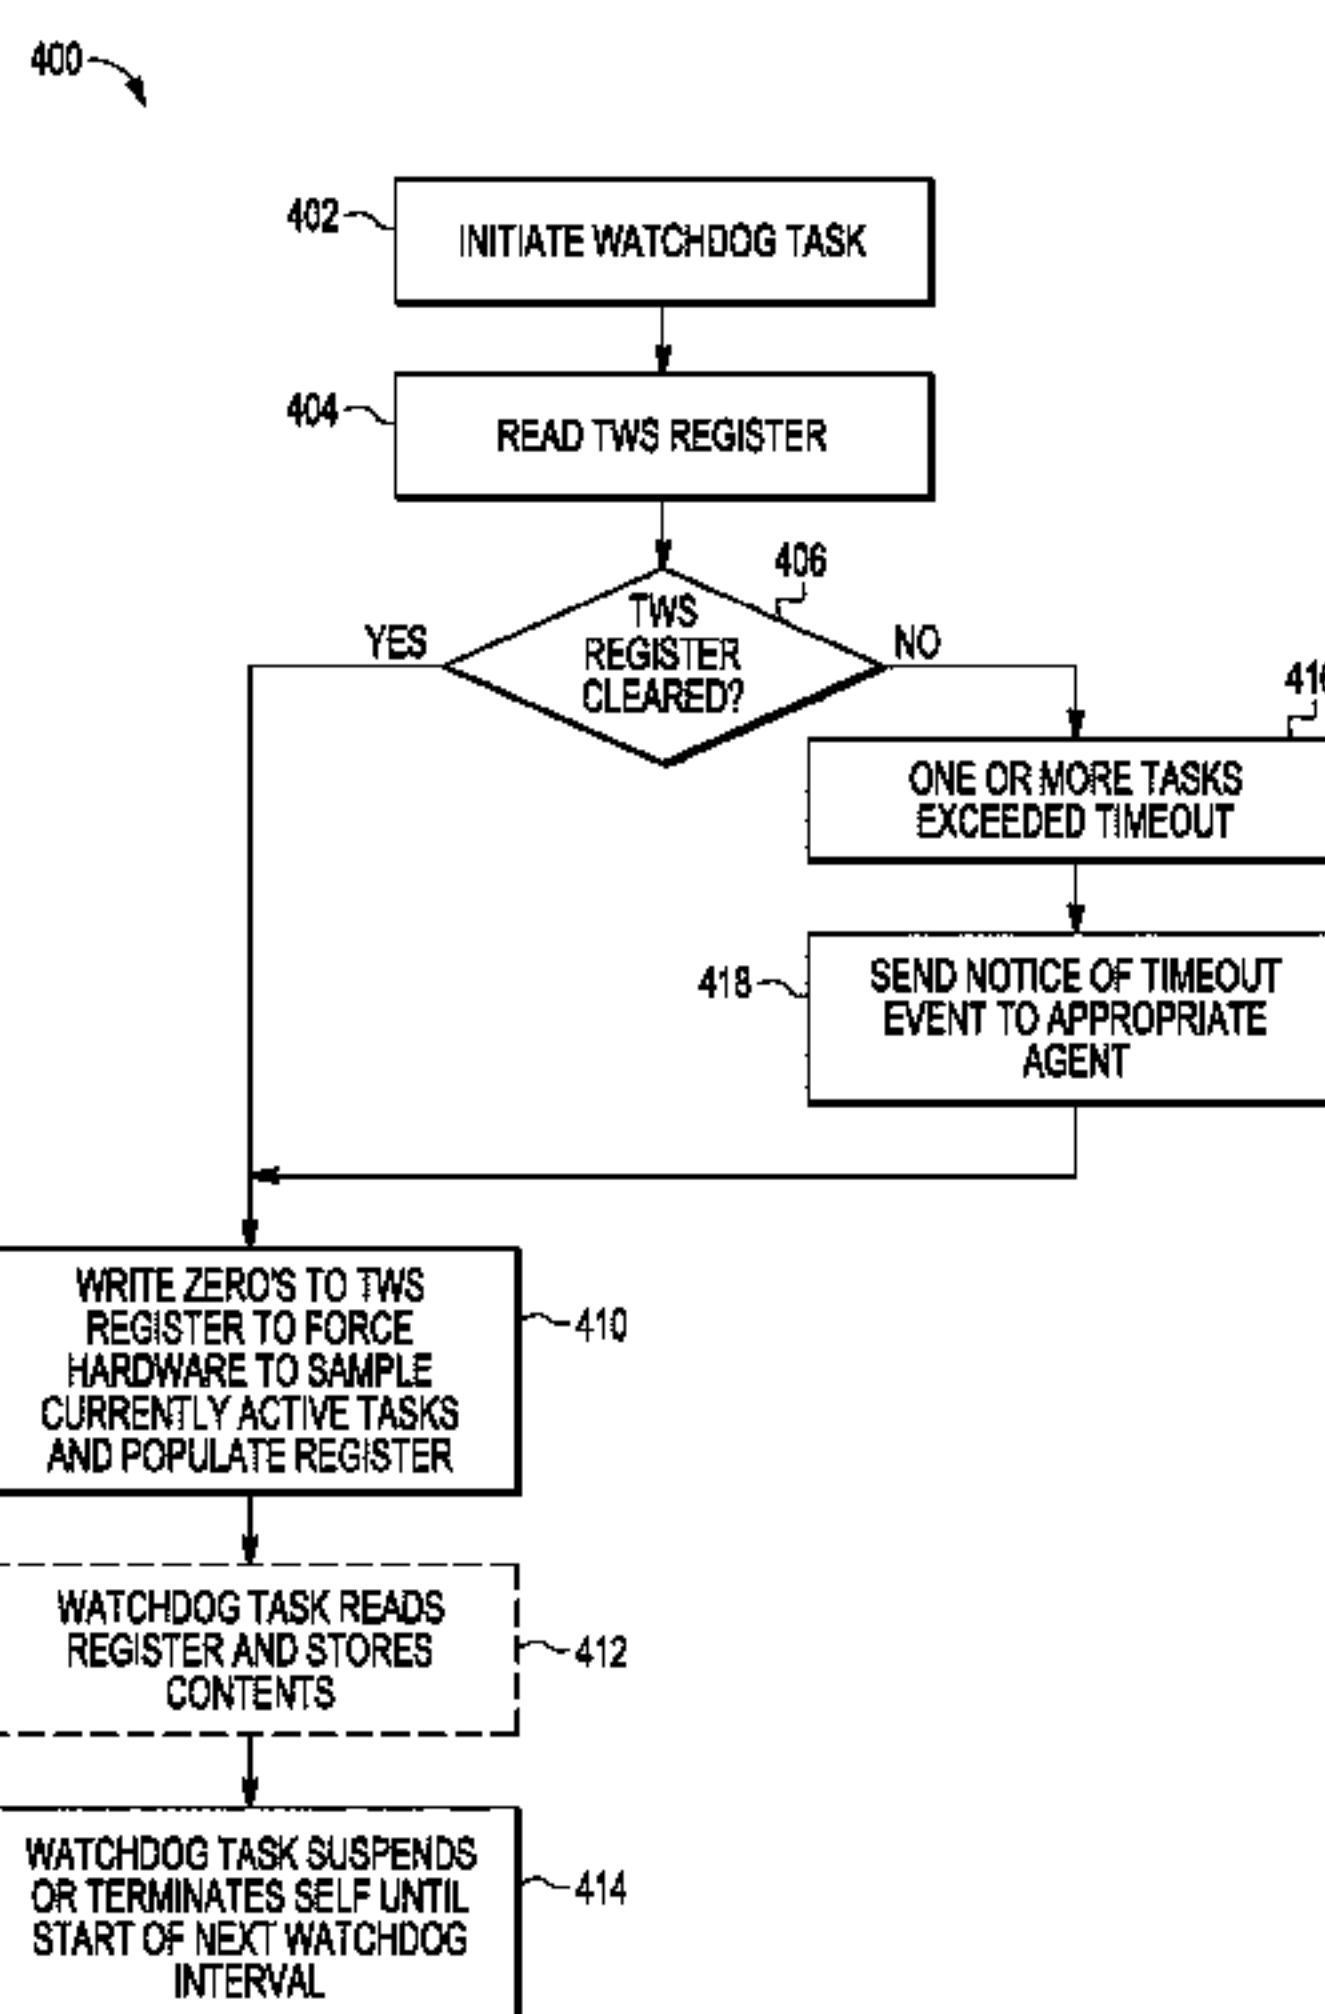 400
402
INITIATE WATCHDOG TASK
404
READ TWS REGISTER
406
TWS
REGISTER
CLEARED?
YES
NO
ONE OR MORE TASKS
EXCEEDED TIMEOUT
418
SEND NOTICE OF TIMEOUT
EVENT TO APPROPRIATE
AGENT
WRITE ZERO'S TO TWS
REGISTER TO FORCE
HARDWARE TO SAMPLE
CURRENTLY ACTIVE TASKS
AND POPULATE REGISTER
410
WATCHDOG TASK READS
REGISTER AND STORES
CONTENTS
412
WATCHDOG TASK SUSPENDS
OR TERMINATES SELF UNTIL
START OF NEXT WATCHDOG
INTERVAL
414